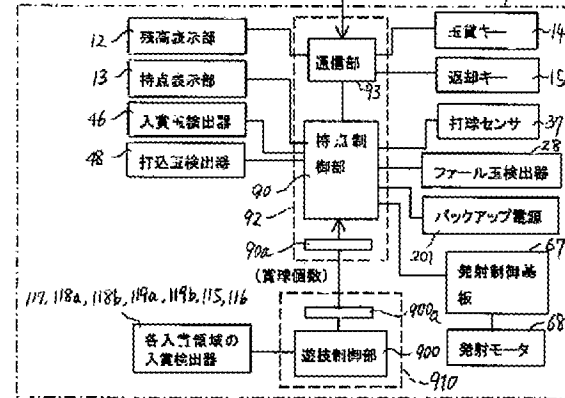 12
残高表示部
玉貸キー
14
通信部
93
13
持点表示部
返却キー
15
46
入賞玉検出器
打球センサ
37
48
打込玉検出器
持点制
御部
90
28
ファール玉検出器
92
バックアップ電源
201
90a
67
(賞球個数)
発射制御基
板
117, 118a, 118b, 119a, 119b, 115, 116
900a
68
各入賞領域の
入賞検出器
遊技制御部
900
発射モータ
910